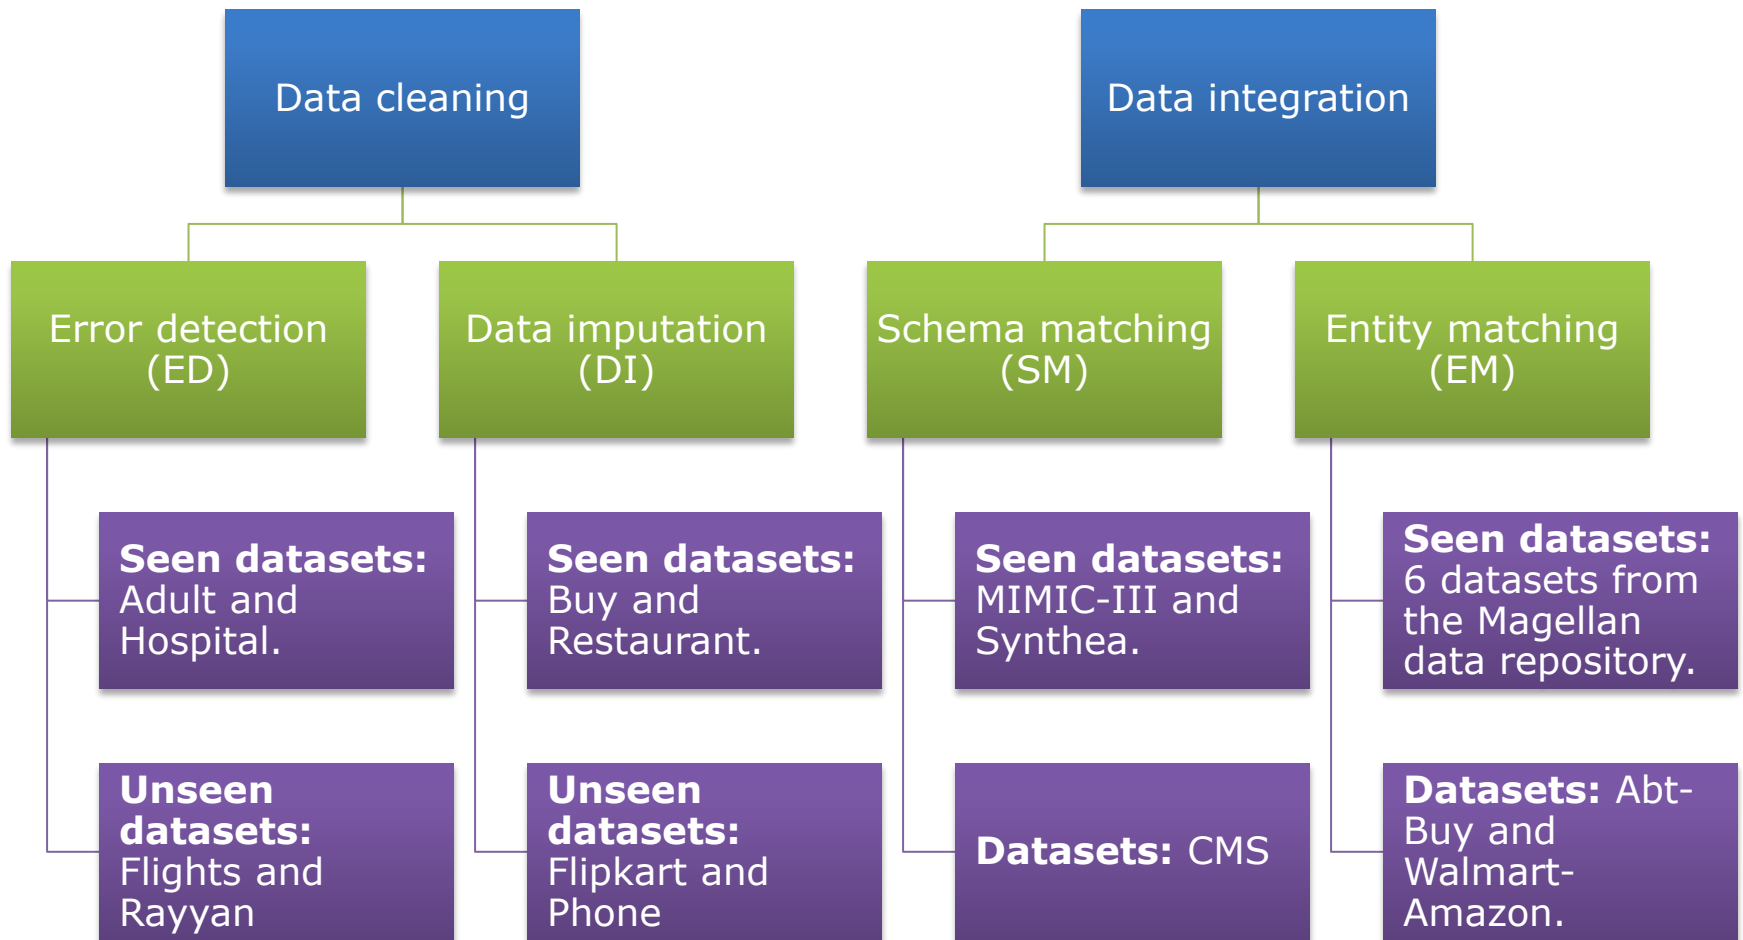 Data cleaning
Data integration
Error detection
(ED)
Data imputation
(DI)
Schema matching
(SM)
Entity matching
(EM)
Seen datasets:
Adult and
Hospital.
Seen datasets:
Buy and
Restaurant.
Seen datasets:
MIMIC-III and
Synthea.
Seen datasets:
6 datasets from
the Magellan
data repository.
Unseen
datasets:
Flights and
Rayyan
Unseen
datasets:
Flipkart and
Phone
Datasets: CMS
Datasets: Abt-
Buy and
Walmart-
Amazon.